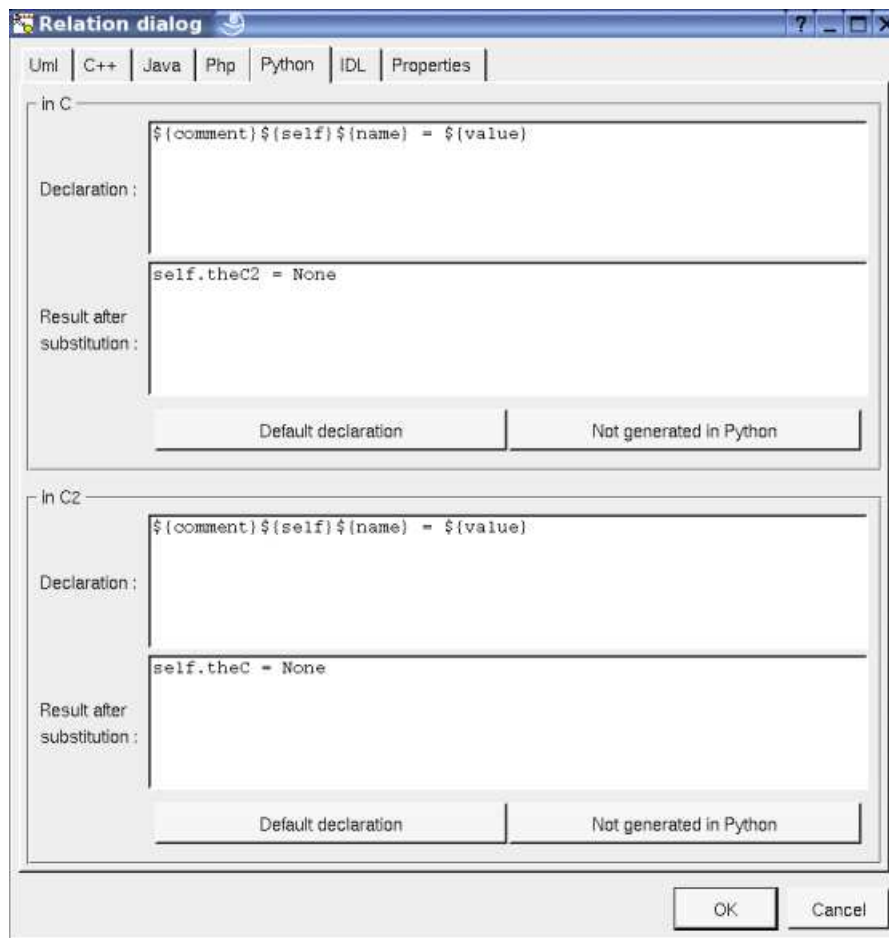 Relation dialog
Uml C++ Java Php Python IDL Properties
in C
${comment}${self}${name} = ${value}
Declaration :
self.theC2 = None
Result after
substitution :
Default declaration Not generated in Python
in C2
${comment}${self}${name} = ${value}
Declaration :
self.theC = None
Result after
substitution :
Default declaration Not generated in Python
OK Cancel